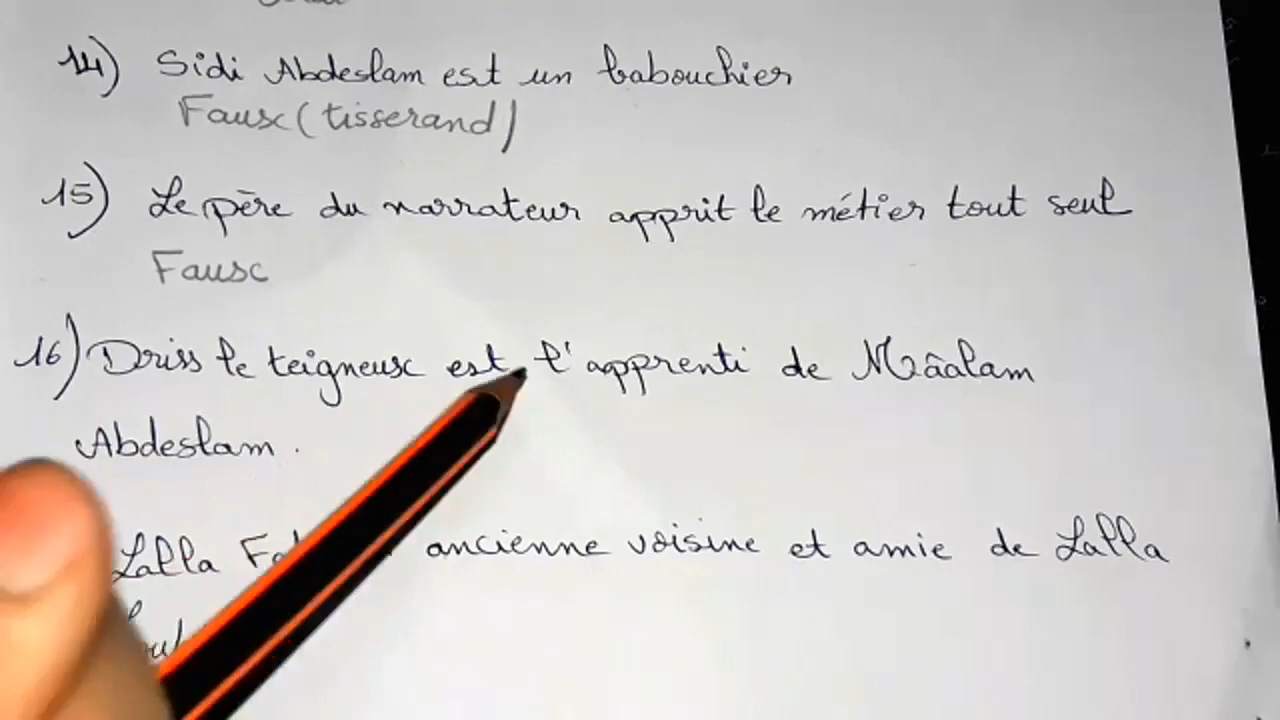 14) Sidi Abdeslam est un babouchier
Faux (tisserand)
15) Le père du narrateur apprit le métier tout seul
Faux
16) Driss le teigneux est l'apprenti de Mâalam
Abdeslam.
Lalla ancienne voisine et amie de Lalla